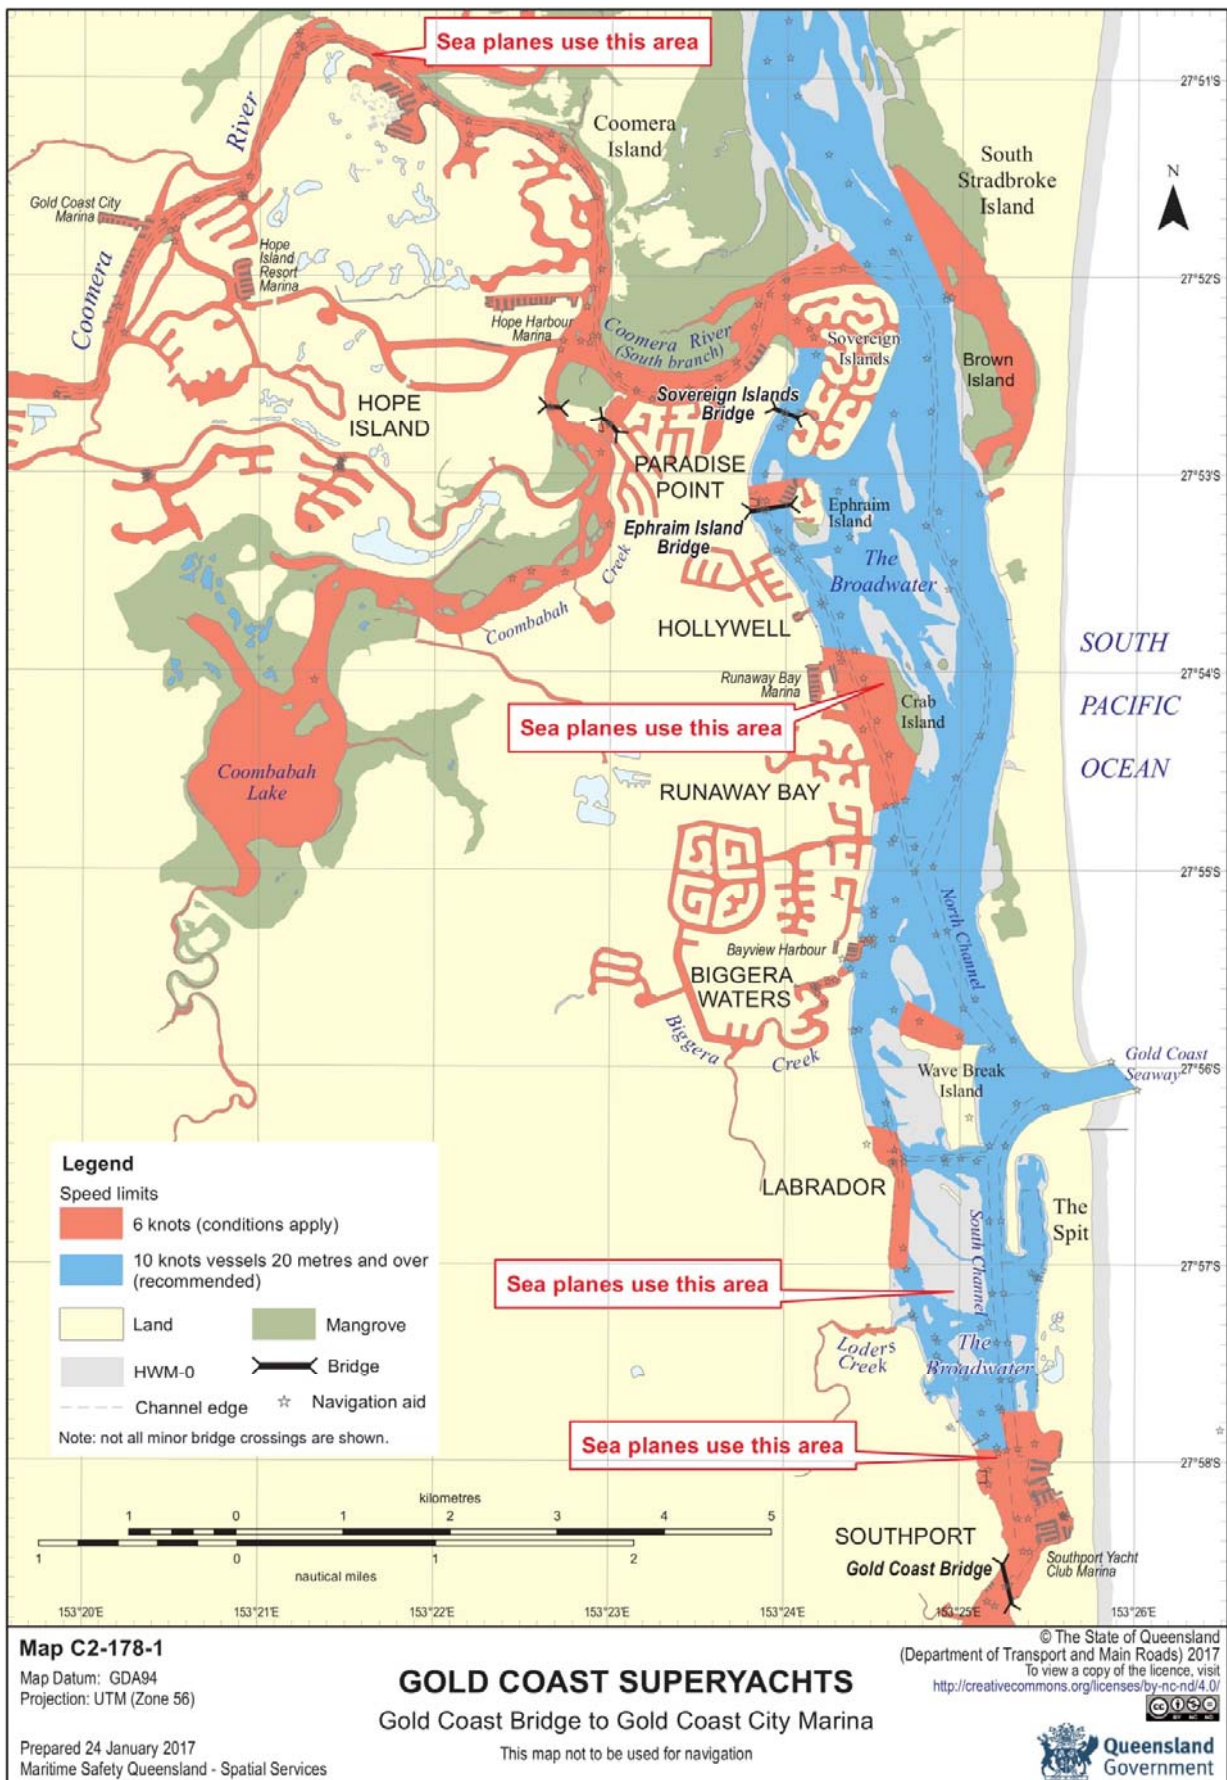 Sea planes use this area
27°51'S
River
Coomera
Island
South
Stradbroke
Island
N
Gold Coast City
Marina
Hope
Island
Resort
Marina
Coomera
27°52'S
Hope Harbour
Marina
Coomera River
(South branch)
Sovereign
Islands
Brown
Island
Sovereign Islands
Bridge
HOPE
ISLAND
PARADISE
POINT
27°53'S
Ephraim Island
Bridge
Ephraim
Island
The
Broadwater
Creek
Coombabah
HOLLYWELL
SOUTH
PACIFIC
OCEAN
27°54'S
Runaway Bay
Marina
Crab
Island
Sea planes use this area
Coombabah
Lake
RUNAWAY BAY
27°55'S
North Channel
Bayview Harbour
BIGGERA
WATERS
Biggera
Creek
Gold Coast
Seaway
27°56'S
Wave Break
Island
LABRADOR
The
Spit
South Channel
27°57'S
Sea planes use this area
Loders
Creek
The
Broadwater
Sea planes use this area
27°58'S
Legend
Speed limits
6 knots (conditions apply)
10 knots vessels 20 metres and over
(recommended)
Land
Mangrove
HWM-0
Bridge
Channel edge
Navigation aid
Note: not all minor bridge crossings are shown.
kilometres
1 0 1 2 3 4 5
1 0 1 2
nautical miles
SOUTHPORT
Gold Coast Bridge
Southport Yacht
Club Marina
153°20'E 153°21'E 153°22'E 153°23'E 153°24'E 153°25'E 153°26'E
Map C2-178-1
Map Datum: GDA94
Projection: UTM (Zone 56)
Prepared 24 January 2017
Maritime Safety Queensland - Spatial Services
GOLD COAST SUPERYACHTS
Gold Coast Bridge to Gold Coast City Marina
This map not to be used for navigation
© The State of Queensland
(Department of Transport and Main Roads) 2017
To view a copy of the licence, visit
http://creativecommons.org/licenses/by-nc-nd/4.0/
cc
BY NC ND
Queensland
Government